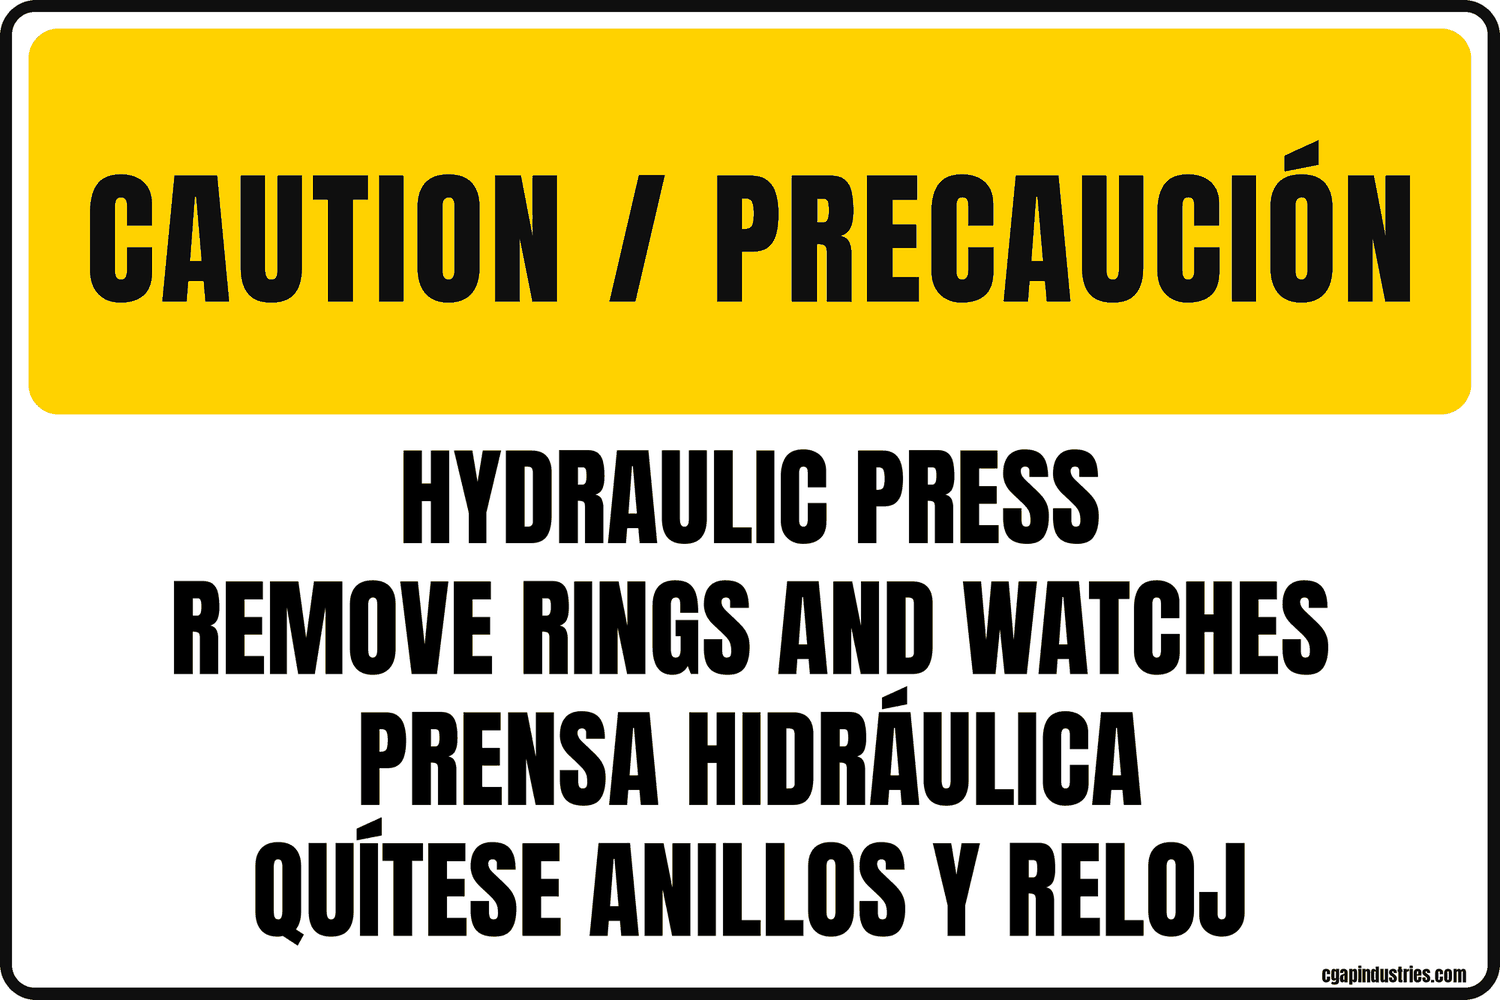 CAUTION / PRECAUCIÓN
HYDRAULIC PRESS
REMOVE RINGS AND WATCHES
PRENSA HIDRÁULICA
QUÍTESE ANILLOS Y RELOJ
cgapindustries.com